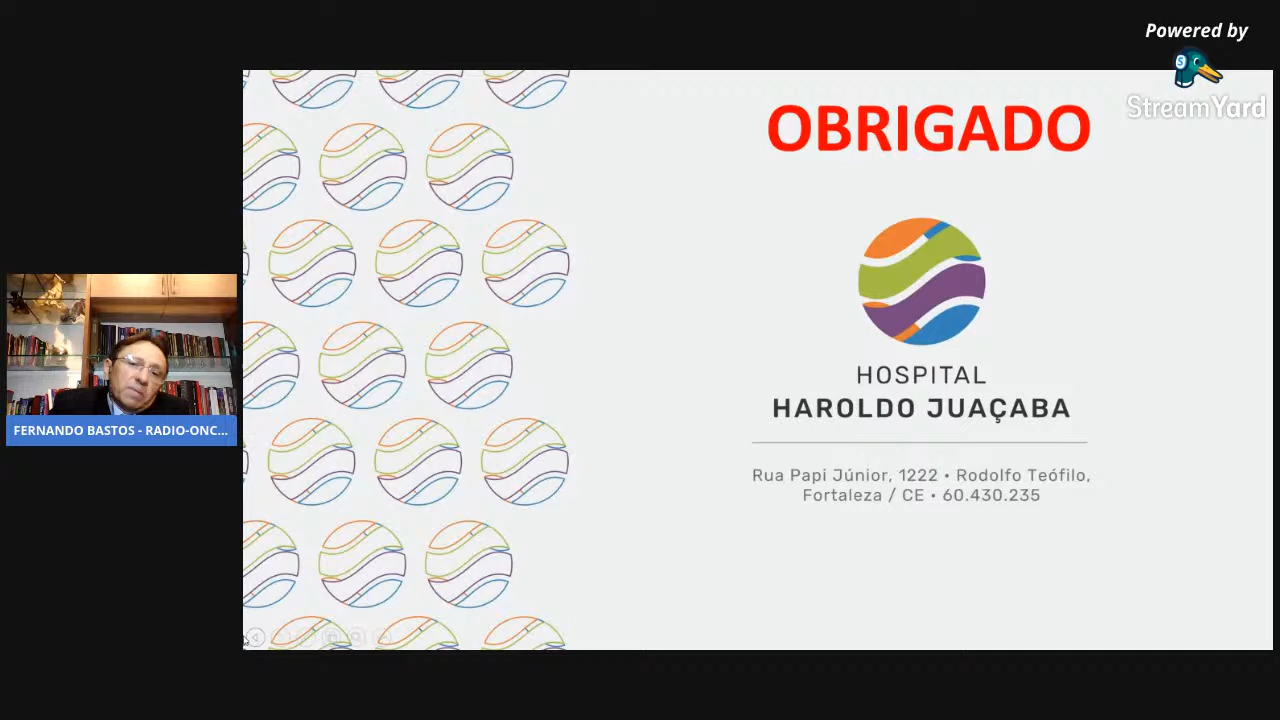 Powered by
StreamYard
OBRIGADO
HOSPITAL
HAROLDO JUAÇABA
Rua Papi Júnior, 1222 • Rodolfo Teófilo,
Fortaleza / CE • 60.430.235
FERNANDO BASTOS - RADIO-ONC...